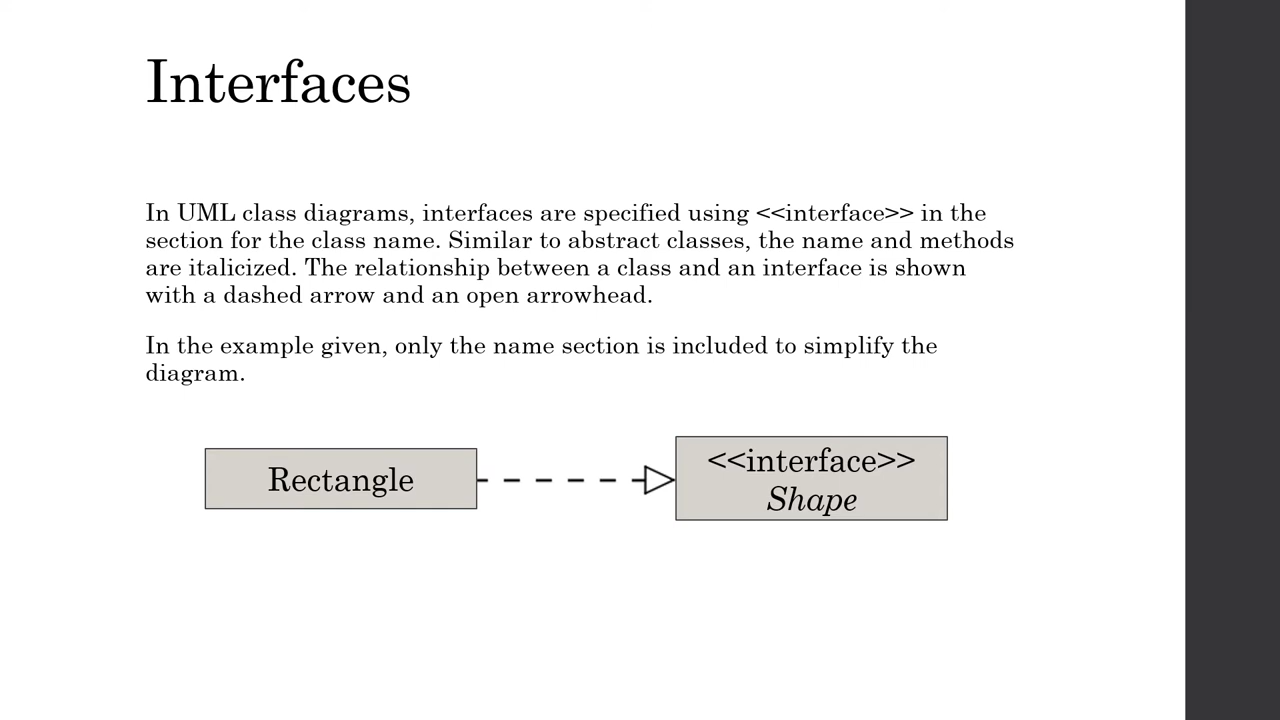 Interfaces
In UML class diagrams, interfaces are specified using <<interface>> in the
section for the class name. Similar to abstract classes, the name and methods
are italicized. The relationship between a class and an interface is shown
with a dashed arrow and an open arrowhead.
In the example given, only the name section is included to simplify the
diagram.
Rectangle
<<interface>>
Shape